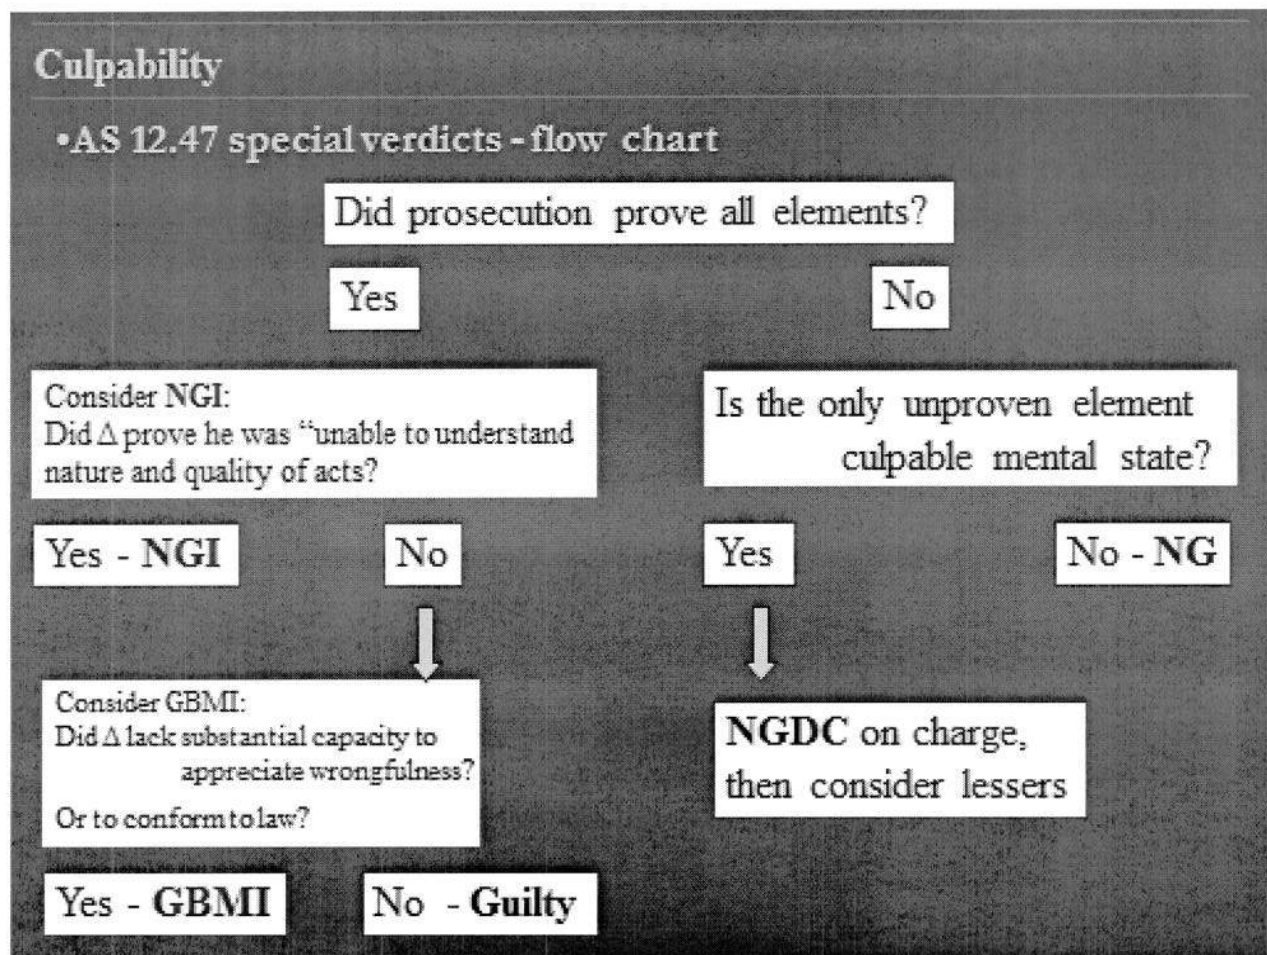 Culpability
•AS 12.47 special verdicts - flow chart
Did prosecution prove all elements?
Yes
No
Consider NGI:
Did Δ prove he was “unable to understand
nature and quality of acts?
Is the only unproven element
culpable mental state?
Yes - NGI
No
Yes
No - NG
Consider GBMI:
Did Δ lack substantial capacity to
appreciate wrongfulness?
Or to conform to law?
NGDC on charge,
then consider lessers
Yes - GBMI
No - Guilty